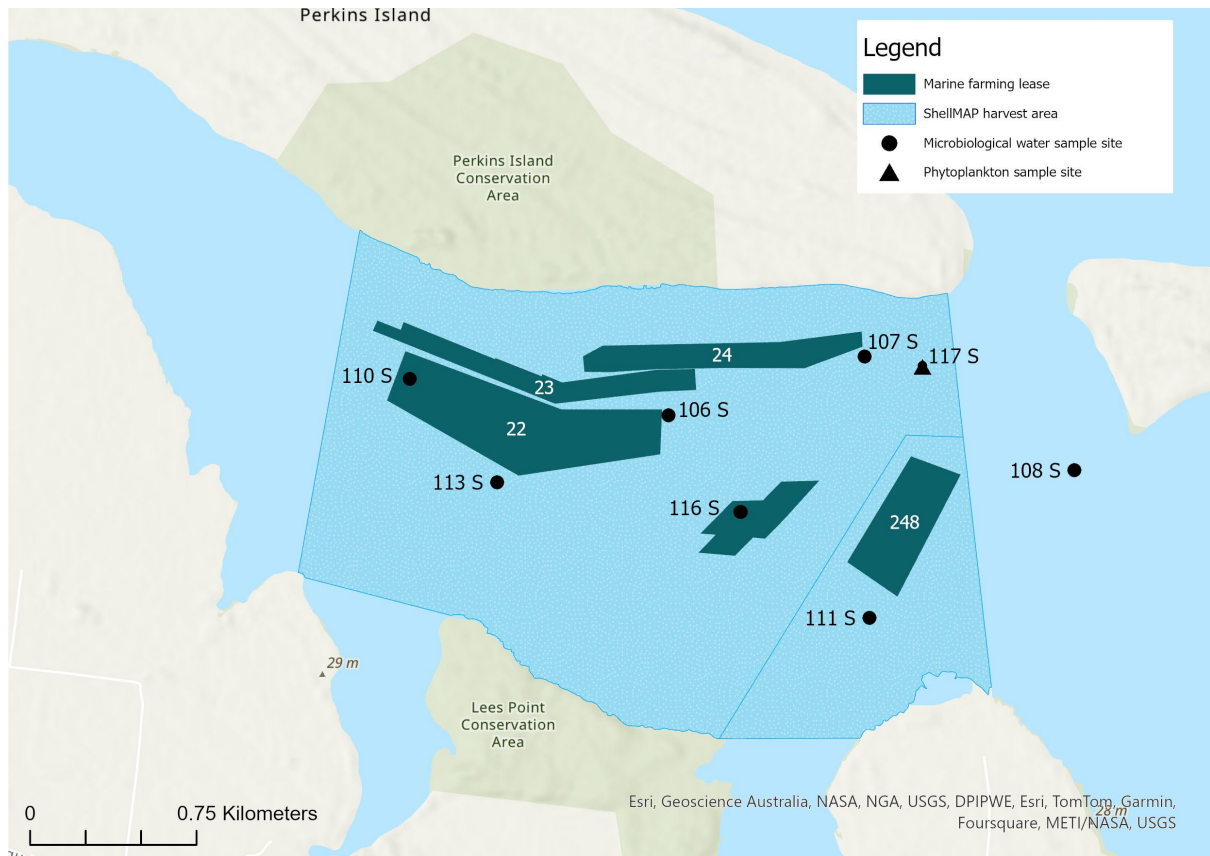 Perkins Island
Legend
Marine farming lease
ShellMAP harvest area
Microbiological water sample site
Phytoplankton sample site
Perkins Island
Conservation
Area
107 S
24
117 S
110 S
23
106 S
22
108 S
113 S
116 S
248
111 S
29 m
Lees Point
Conservation
Area
0
0.75 Kilometers
28 m
Esri, Geoscience Australia, NASA, NGA, USGS, DPIPWE, Esri, TomTom, Garmin,
Foursquare, METI/NASA, USGS